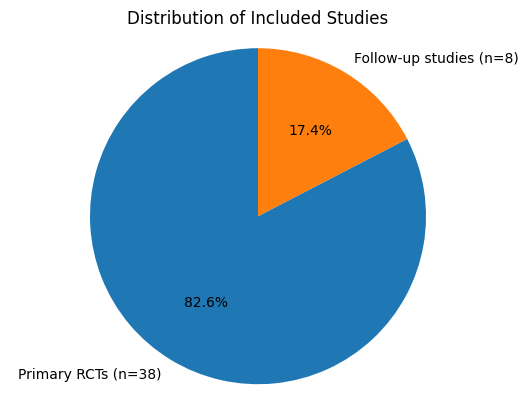 Distribution of Included Studies
Follow-up studies (n=8)
17.4%
82.6%
Primary RCTs (n=38)